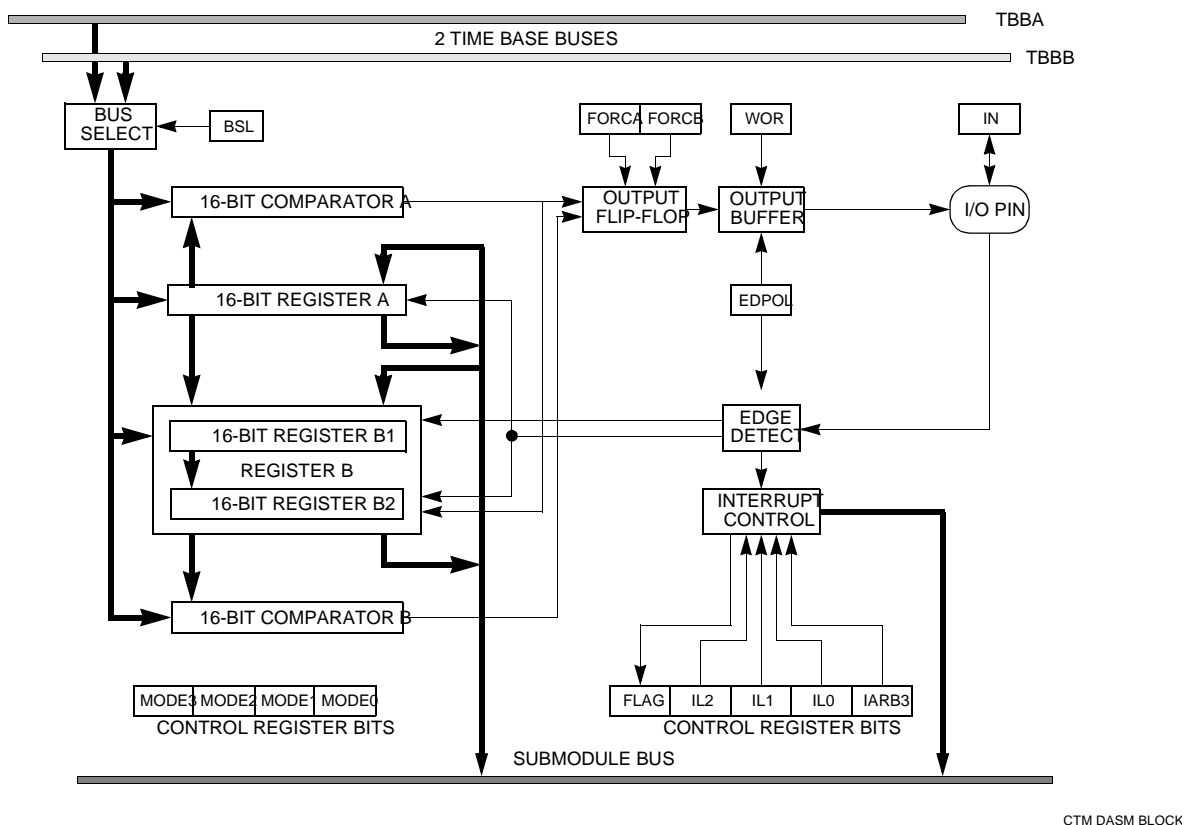 TBBA
2 TIME BASE BUSES
TBBB
BUS
SELECT
BSL
FORCA
FORCB
WOR
IN
16-BIT COMPARATOR A
OUTPUT
FLIP-FLOP
OUTPUT
BUFFER
I/O PIN
16-BIT REGISTER A
EDPOL
16-BIT REGISTER B1
REGISTER B
16-BIT REGISTER B2
EDGE
DETECT
INTERRUPT
CONTROL
16-BIT COMPARATOR B
MODE3
MODE2
MODE1
MODE0
CONTROL REGISTER BITS
FLAG
IL2
IL1
IL0
IARB3
CONTROL REGISTER BITS
SUBMODULE BUS
CTM DASM BLOCK